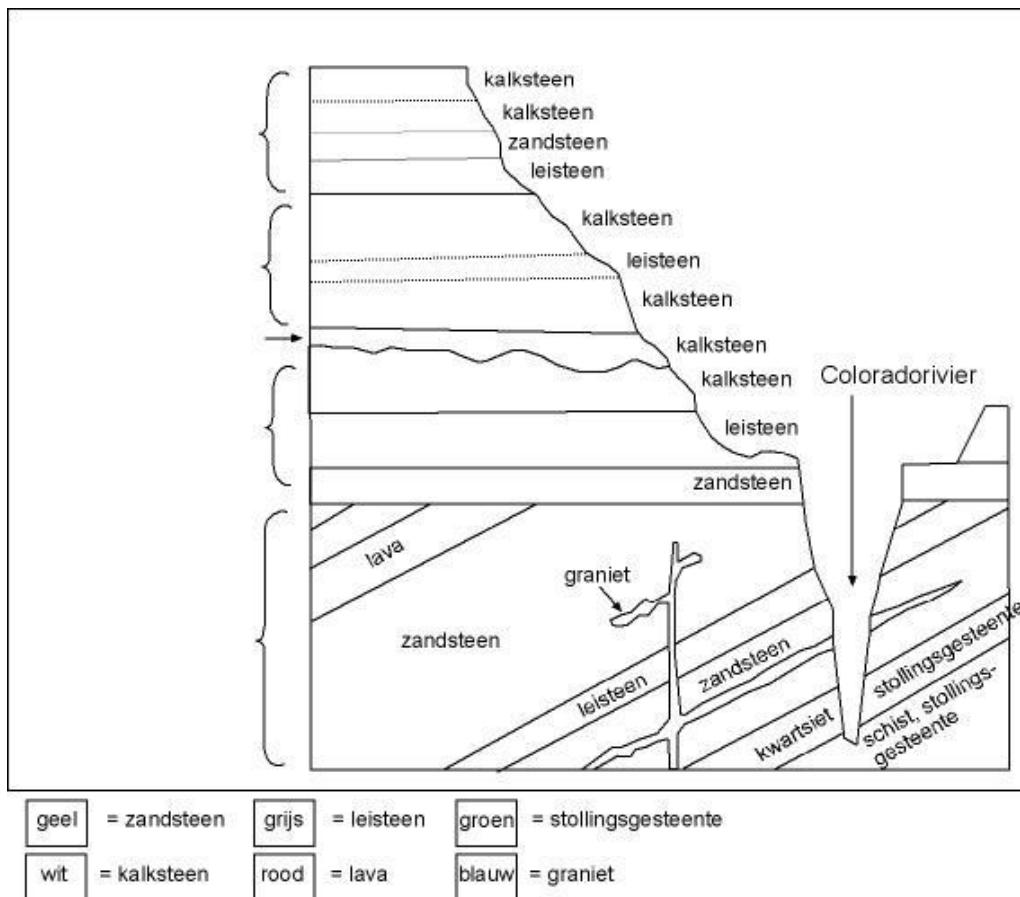 kalksteen
kalksteen
zandsteen
leisteen
kalksteen
leisteen
kalksteen
kalksteen
kalksteen
Coloradorivier
leisteen
zandsteen
lava
graniet
zandsteen
leisteen
zandsteen
kwartsiet
stollingsgesteente
schist, stollings-
gesteente
geel = zandsteen grijs = leisteen groen = stollingsgesteente
wit = kalksteen rood = lava blauw = graniet